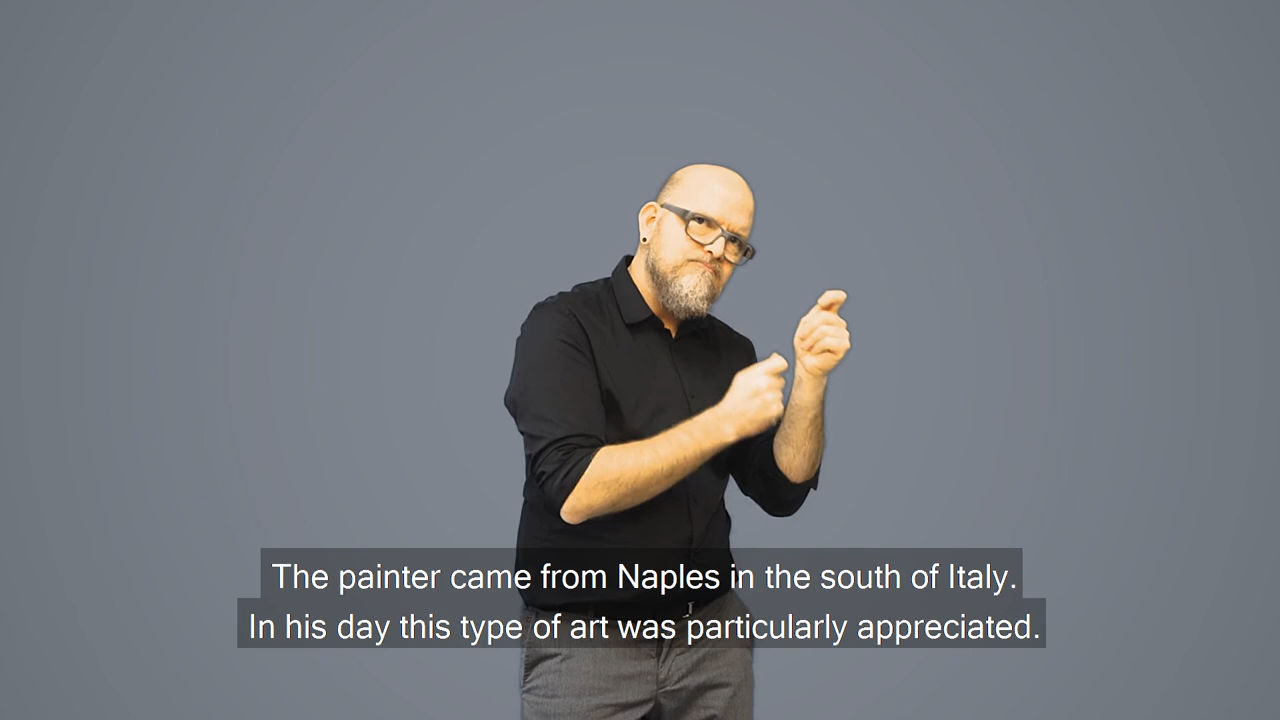 The painter came from Naples in the south of Italy.
In his day this type of art was particularly appreciated.